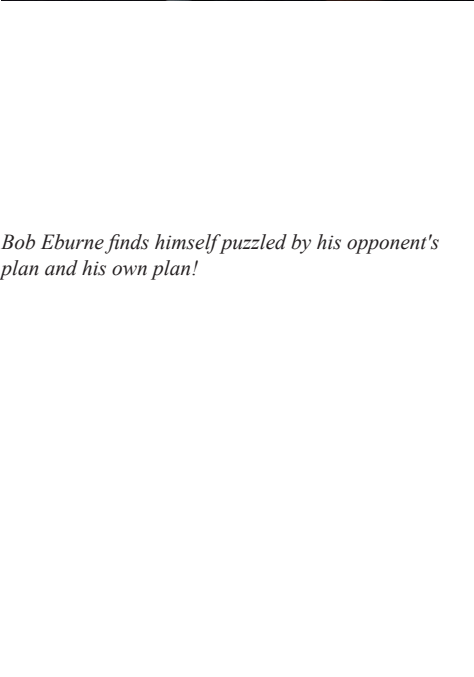 Bob Eburne finds himself puzzled by his opponent's
plan and his own plan!